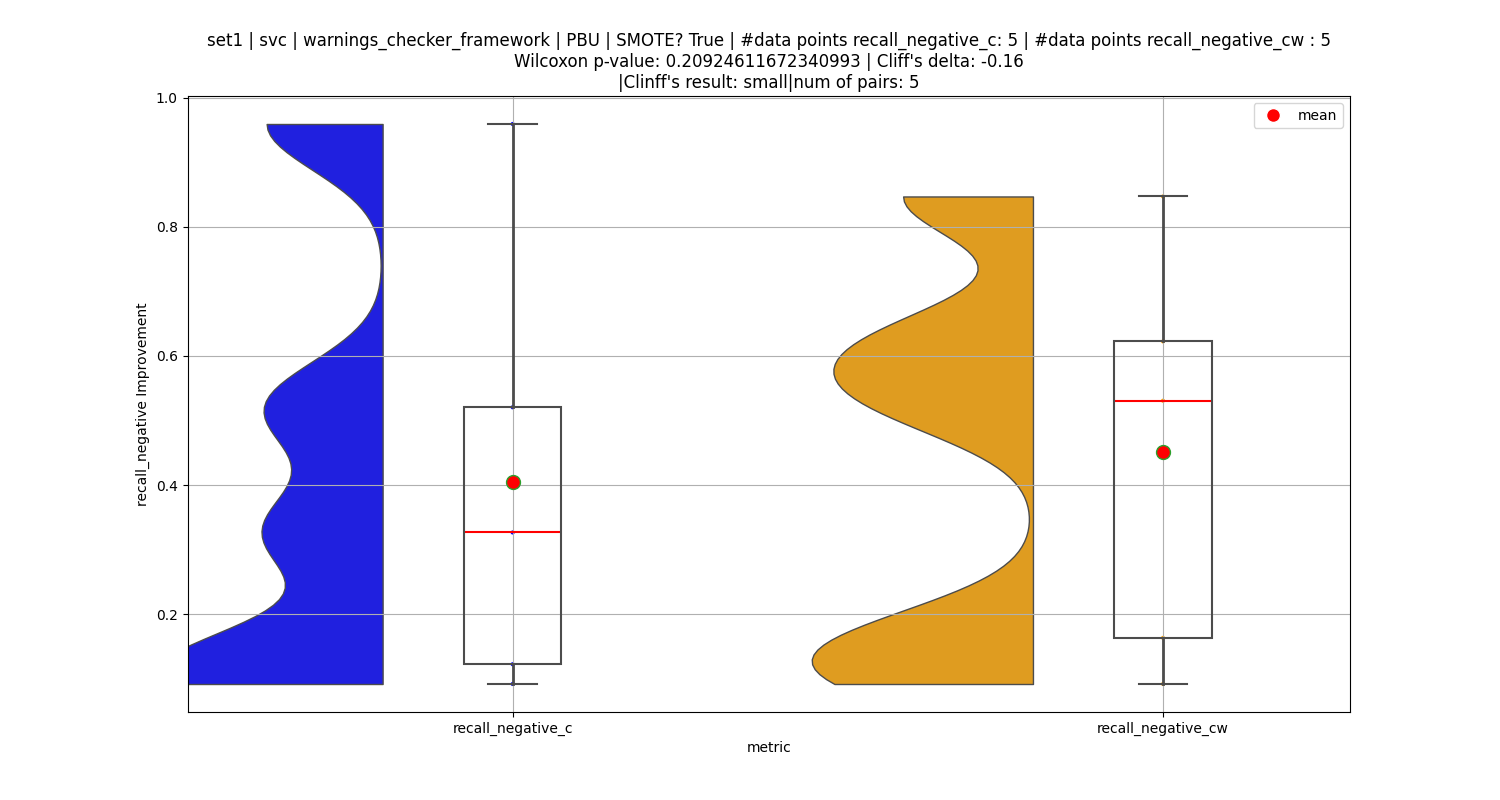 set1 | svc | warnings_checker_framework | PBU | SMOTE? True | #data points recall_negative_c: 5 | #data points recall_negative_cw : 5
Wilcoxon p-value: 0.20924611672340993 | Cliff's delta: -0.16
|Clinff's result: small|num of pairs: 5
mean
1.0
0.8
0.6
0.4
0.2
recall_negative Improvement
recall_negative_c
recall_negative_cw
metric